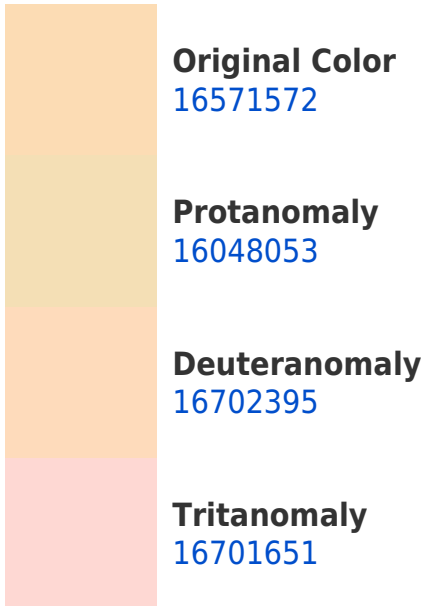 Original Color
16571572
Protanomaly
16048053
Deuteranomaly
16702395
Tritanomaly
16701651